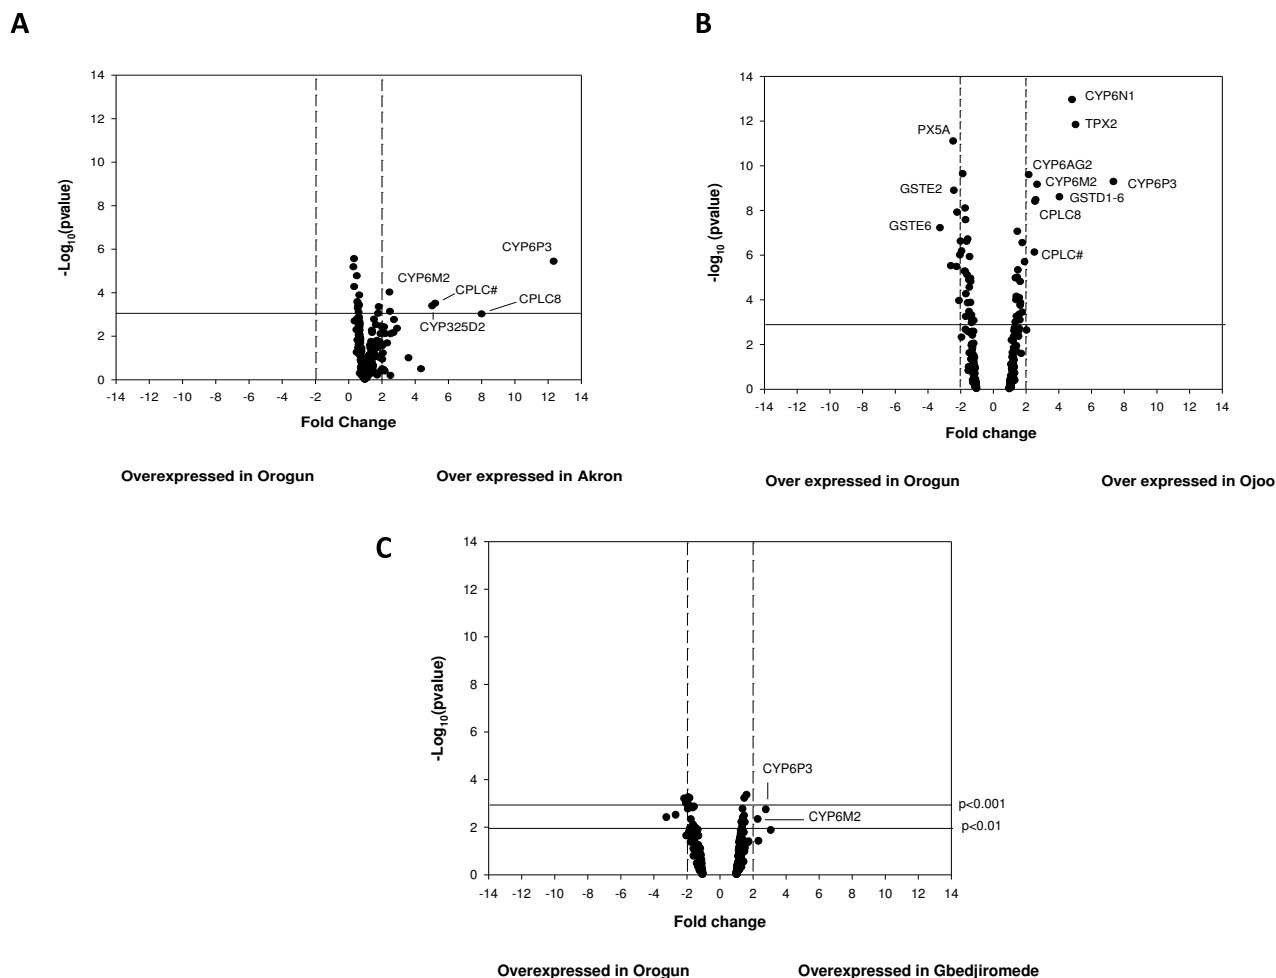 A
14
12
10
8
6
4
2
0
-Log10(pvalue)
CYP6P3
CYP6M2
CPLC#
CPLC8
CYP325D2
-14 -12 -10 -8 -6 -4 -2 0 2 4 6 8 10 12 14
Fold Change
Overexpressed in Orogun
Over expressed in Akron
B
14
12
10
8
6
4
2
0
-log10 (pvalue)
CYP6N1
TPX2
PX5A
CYP6AG2
CYP6M2
CYP6P3
GSTE2
GSTD1-6
CPLC8
GSTE6
CPLC#
-14 -12 -10 -8 -6 -4 -2 0 2 4 6 8 10 12 14
Fold change
Over expressed in Orogun
Over expressed in Ojoo
C
14
12
10
8
6
4
2
0
-Log10(pvalue)
CYP6P3
CYP6M2
p<0.001
p<0.01
-14 -12 -10 -8 -6 -4 -2 0 2 4 6 8 10 12 14
Fold change
Overexpressed in Orogun
Overexpressed in Gbedjiromede